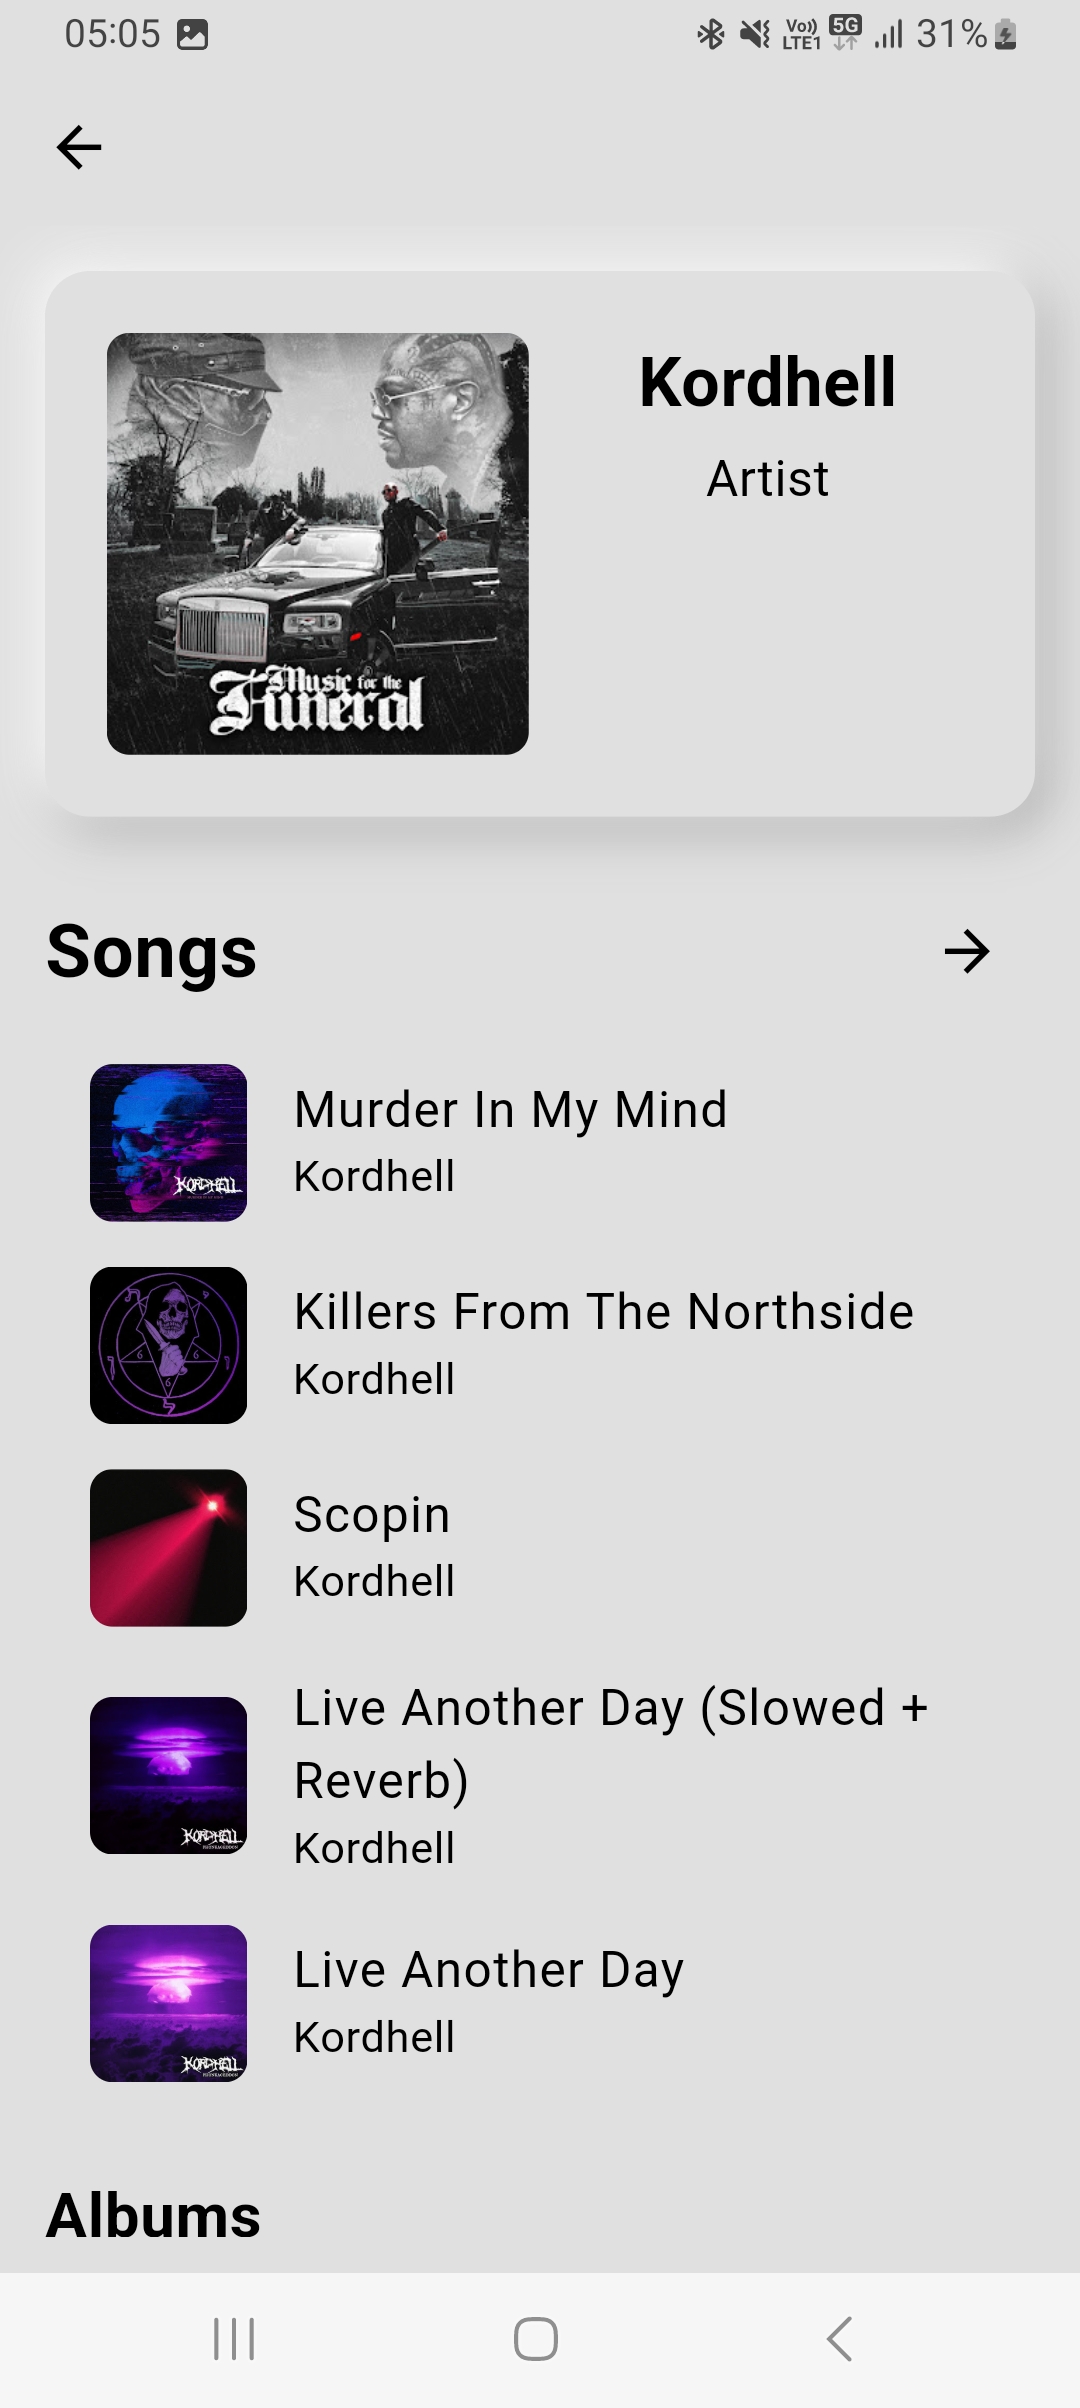 05:05
Vo)) LTE1 5G 31%
Kordhell
Artist
Music for the
Funeral
Songs
KORDHELL
Murder In My Mind
Kordhell
Killers From The Northside
Kordhell
Scopin
Kordhell
Live Another Day (Slowed +
Reverb)
Kordhell
KORDHELL
Live Another Day
Kordhell
KORDHELL
Albums